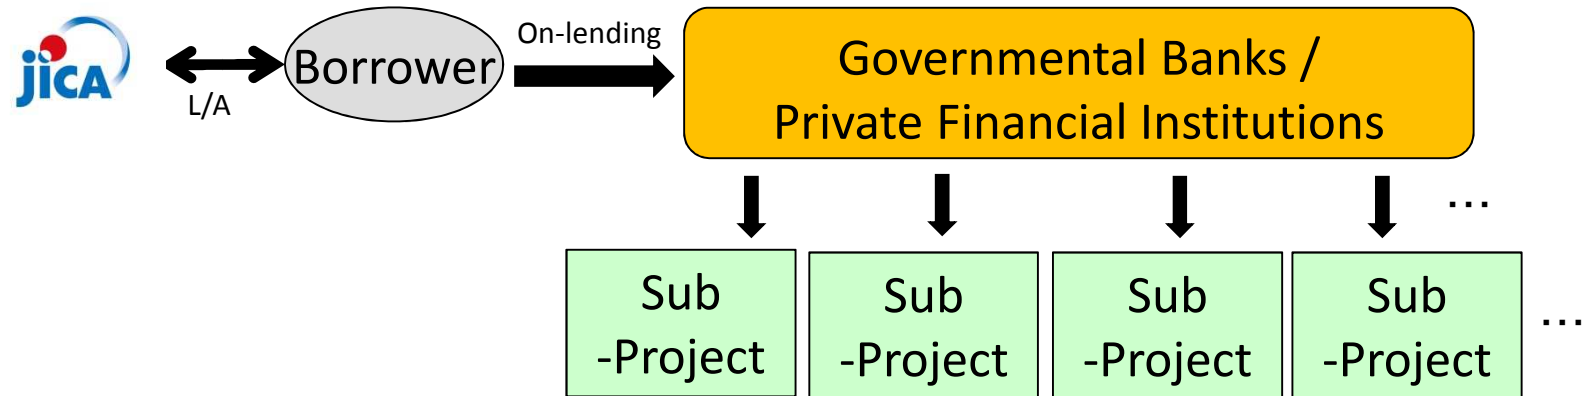 jICA
L/A
Borrower
On-lending
Governmental Banks /
Private Financial Institutions
...
Sub
-Project
Sub
-Project
Sub
-Project
Sub
-Project
...